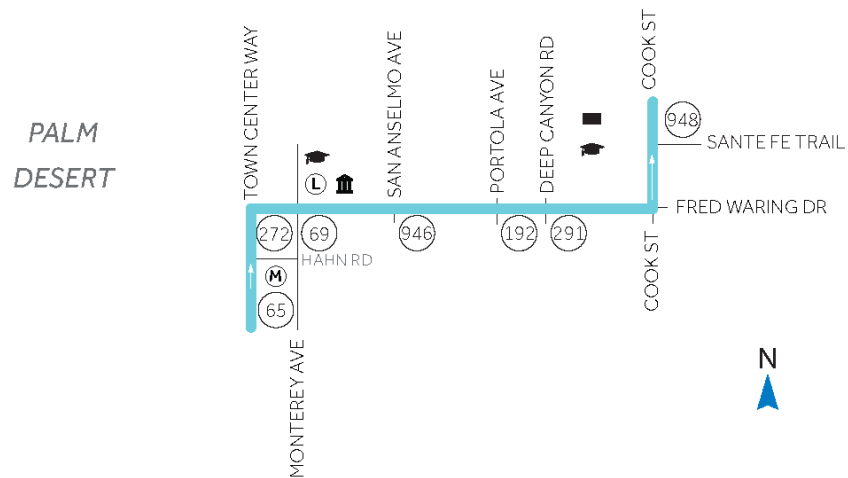 PALM
DESERT
TOWN CENTER WAY
SAN ANSELMO AVE
PORTOLA AVE
DEEP CANYON RD
COOK ST
948
SANTE FE TRAIL
L
FRED WARING DR
272
69
946
192
291
HAHN RD
M
65
MONTEREY AVE
COOK ST
N